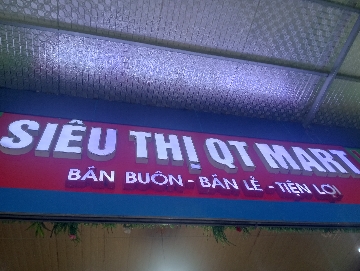 SIÊU THỊ QT MART
BÁN BUÔN - BÁN LẺ - TIỆN LỢI